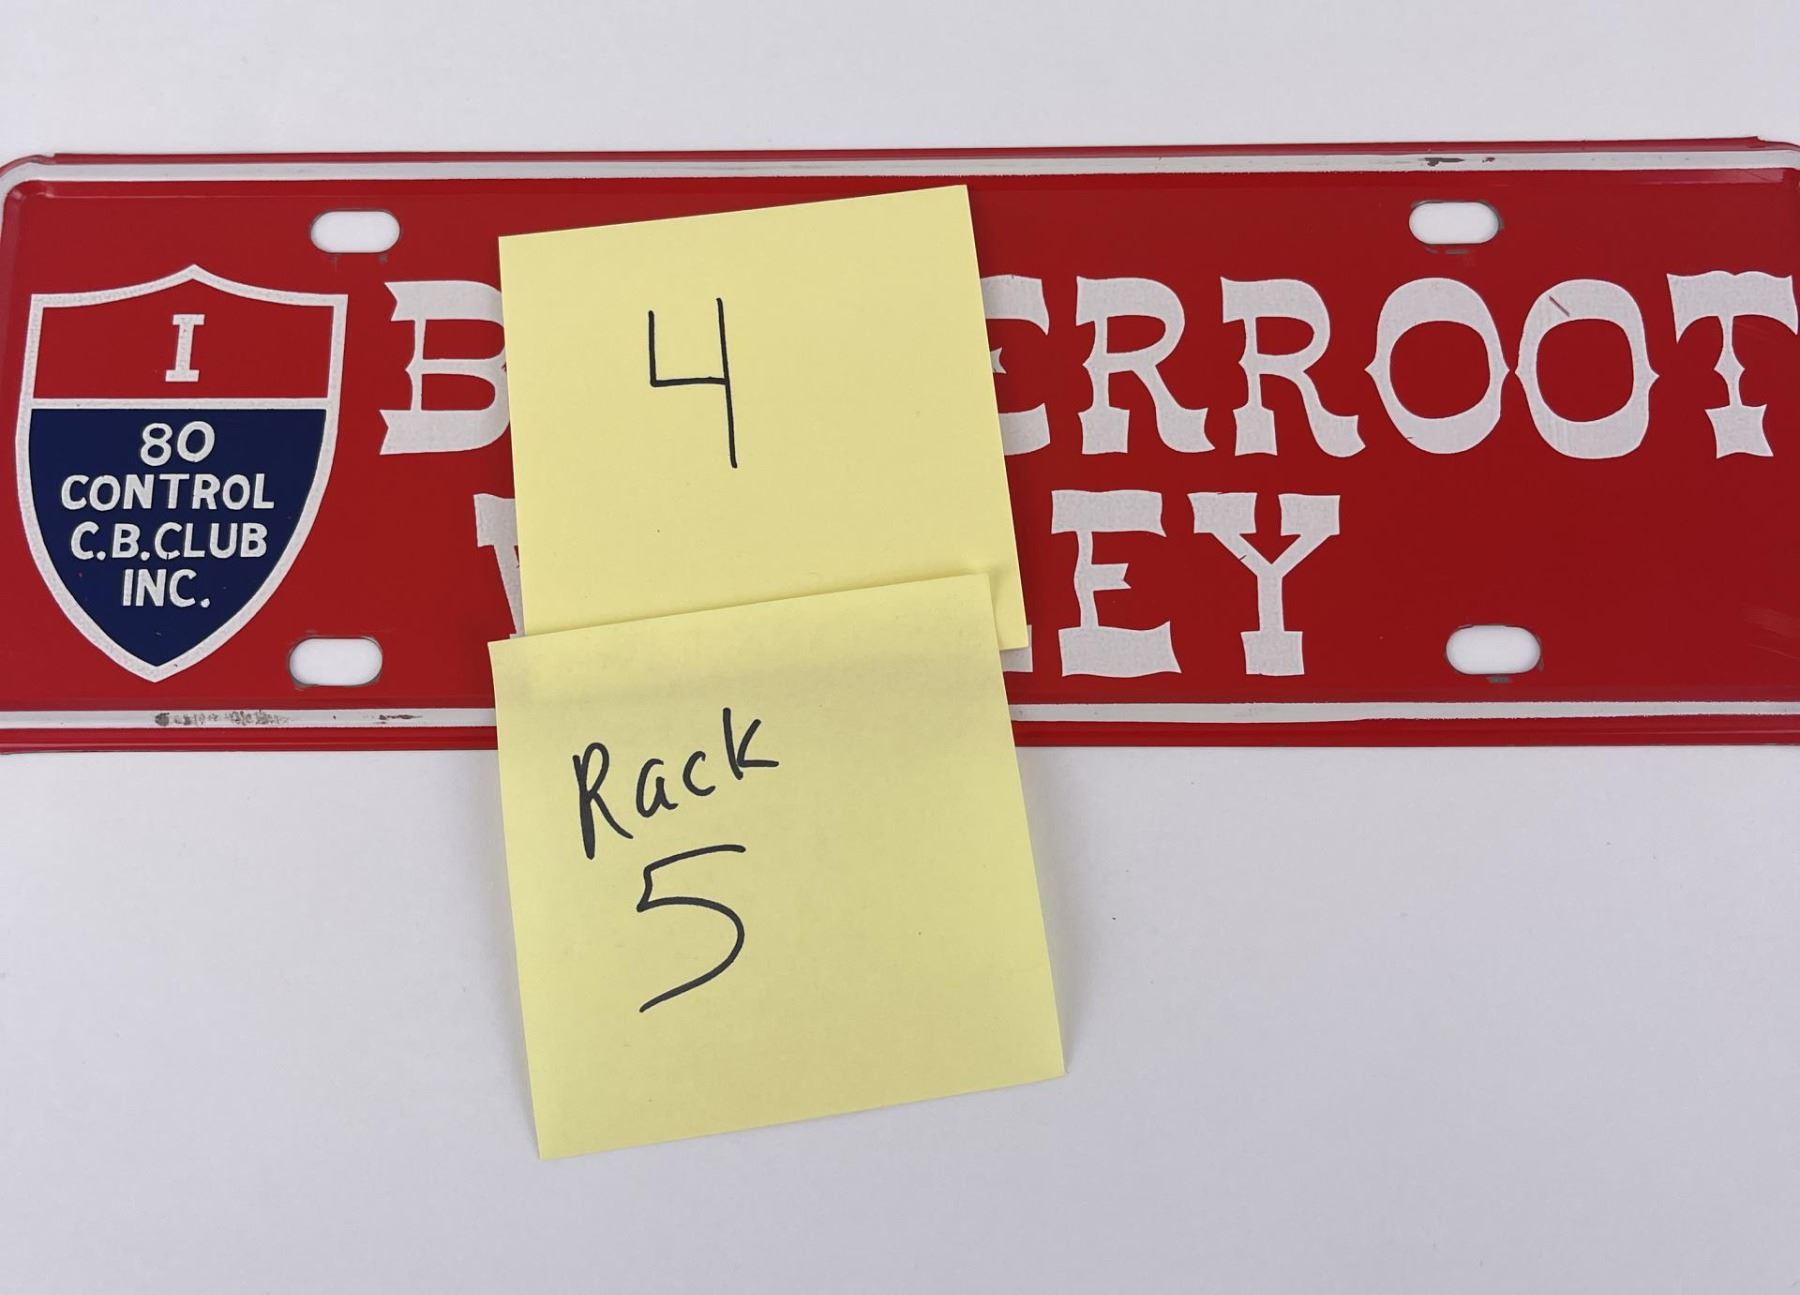 I
80
CONTROL
C.B.CLUB
INC.
B ERROOT
EY
4
Rack
5